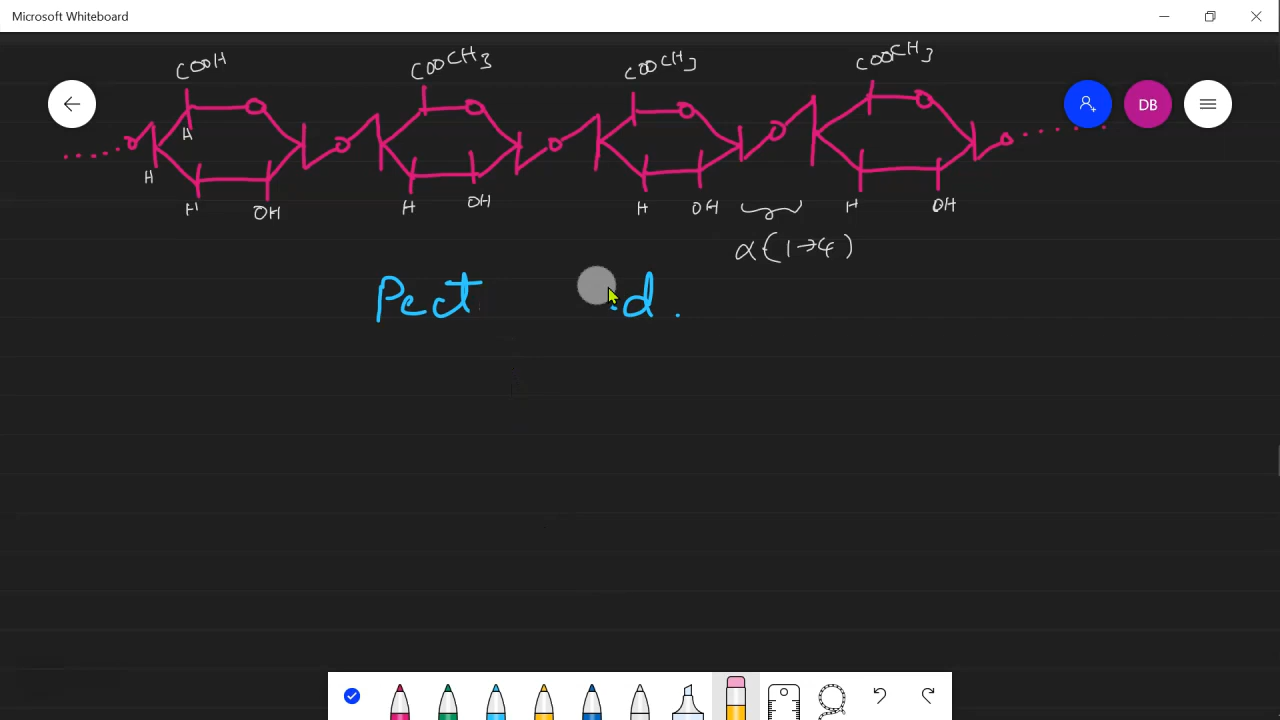 Microsoft Whiteboard
COOH COOCH3 COOCH3 COOCH3
O O O O
DB
O O O O O
H
H
H OH H OH H OH H OH
α(1→4)
Pect d.